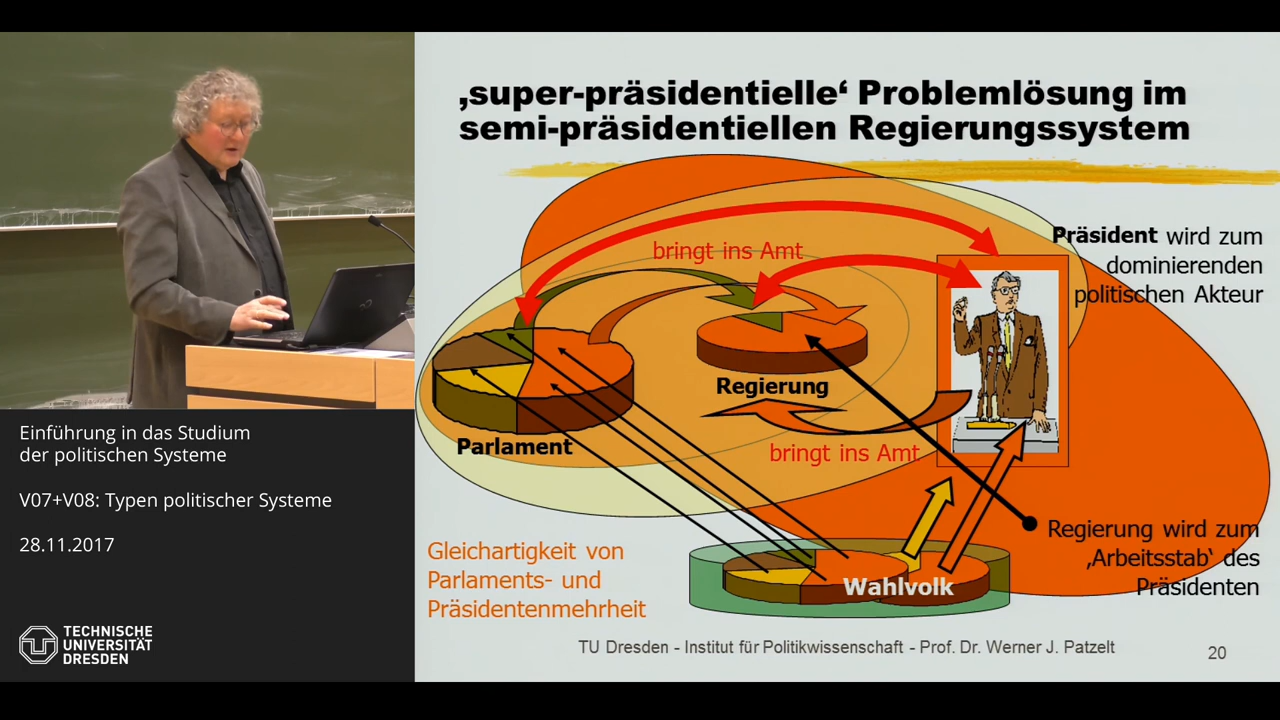 ‚super-präsidentielle‘ Problemlösung im
semi-präsidentiellen Regierungssystem
bringt ins Amt
Präsident wird zum
dominierenden
politischen Akteur
Regierung
Parlament
bringt ins Amt
Einführung in das Studium
der politischen Systeme
V07+V08: Typen politischer Systeme
28.11.2017
Gleichartigkeit von
Parlaments- und
Präsidentenmehrheit
Regierung wird zum
‚Arbeitsstab‘ des
Präsidenten
Wahlvolk
TECHNISCHE
UNIVERSITÄT
DRESDEN
TU Dresden - Institut für Politikwissenschaft - Prof. Dr. Werner J. Patzelt
20